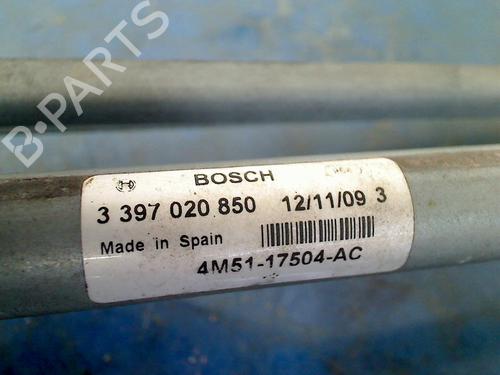 B-PARTS
BOSCH
3 397 020 850 12/11/09 3
Made in Spain
4M51-17504-AC